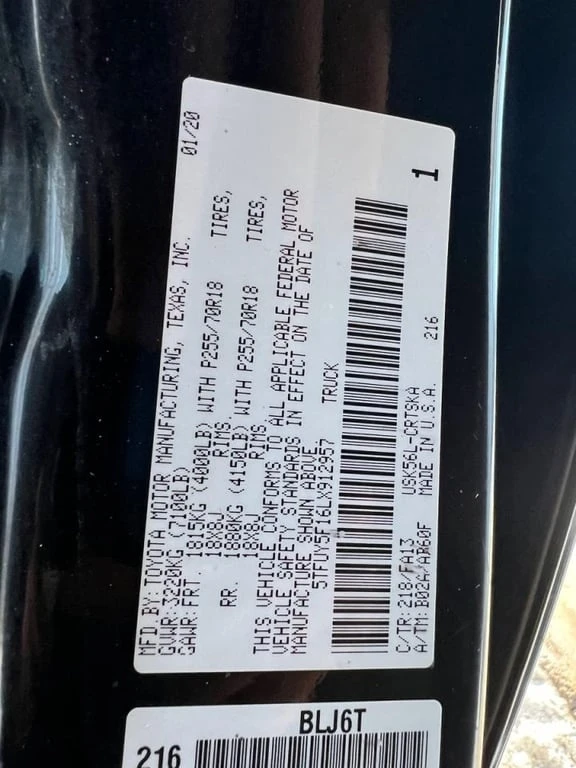 MFD.BY:TOYOTA MOTOR MANUFACTURING, TEXAS, INC. 01/20
GVWR:3220KG (7100LB)
GAWR:FRT. 1815KG (4000LB) WITH P255/70R18 TIRES,
18X8J RIMS,
RR. 1880KG (4150LB) WITH P255/70R18 TIRES,
18X8J RIMS.
THIS VEHICLE CONFORMS TO ALL APPLICABLE FEDERAL MOTOR
VEHICLE SAFETY STANDARDS IN EFFECT ON THE DATE OF
MANUFACTURE SHOWN ABOVE.
5TFUY5F16LX912957 TRUCK
1
C/TR:218/FA13 USK56L-CRTSKA 216
A/TM:B02A/AB60F MADE IN U.S.A.
BLJ6T
216